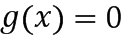 g(x) = 0